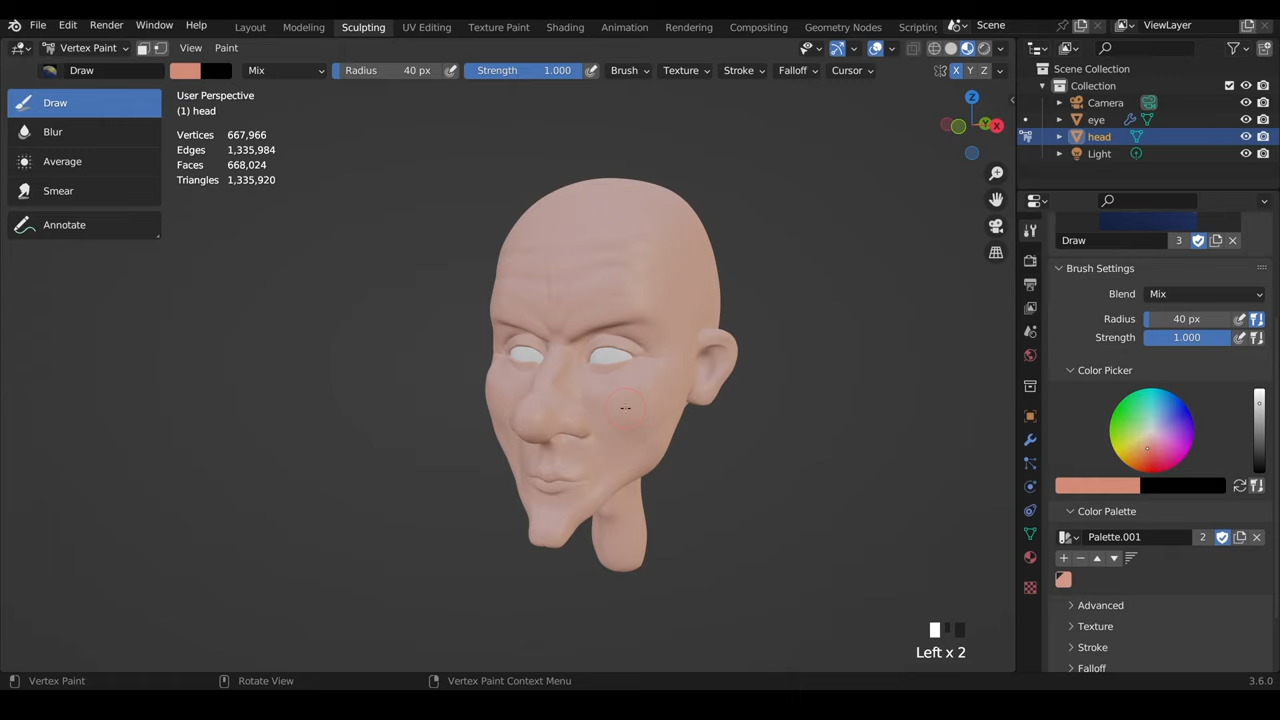 File Edit Render Window Help Layout Modeling Sculpting UV Editing Texture Paint Shading Animation Rendering Compositing Geometry Nodes Scripting Scene ViewLayer
Vertex Paint View Paint
Draw Mix Radius 40 px Strength 1.000 Brush Texture Stroke Falloff Cursor X Y Z
Draw
Blur
Average
Smear
Annotate
User Perspective
(1) head
Vertices 667,966
Edges 1,335,984
Faces 668,024
Triangles 1,335,920
Z
Y
X
Scene Collection
Collection
Camera
eye
head
Light
Draw 3
Brush Settings
Blend Mix
Radius 40 px
Strength 1.000
Color Picker
Color Palette
Palette.001 2
Advanced
Texture
Stroke
Falloff
Left x 2
Vertex Paint Rotate View Vertex Paint Context Menu 3.6.0